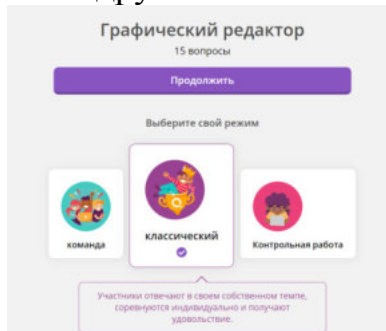 Графический редактор
15 вопросы
Продолжить
Выберите свой режим
команда
классический
Контрольная работа
Участники отвечают в своем собственном темпе,
соревнуются индивидуально и получают
удовольствие.